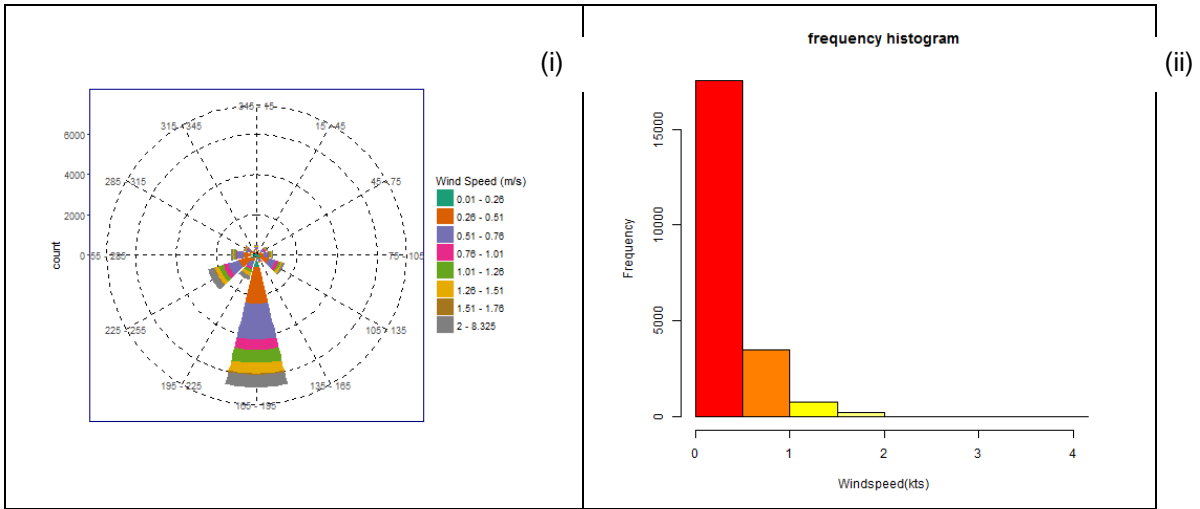 (i)
345 - 15
315 - 345
15 - 45
6000
4000
285 - 315
45 - 75
2000
0
255 - 285
75 - 105
count
225 - 255
105 - 135
195 - 225
135 - 165
165 - 195
Wind Speed (m/s)
0.01 - 0.26
0.26 - 0.51
0.51 - 0.76
0.76 - 1.01
1.01 - 1.26
1.26 - 1.51
1.51 - 1.76
2 - 8.325
frequency histogram
(ii)
Frequency
15000
10000
5000
0
0 1 2 3 4
Windspeed(kts)